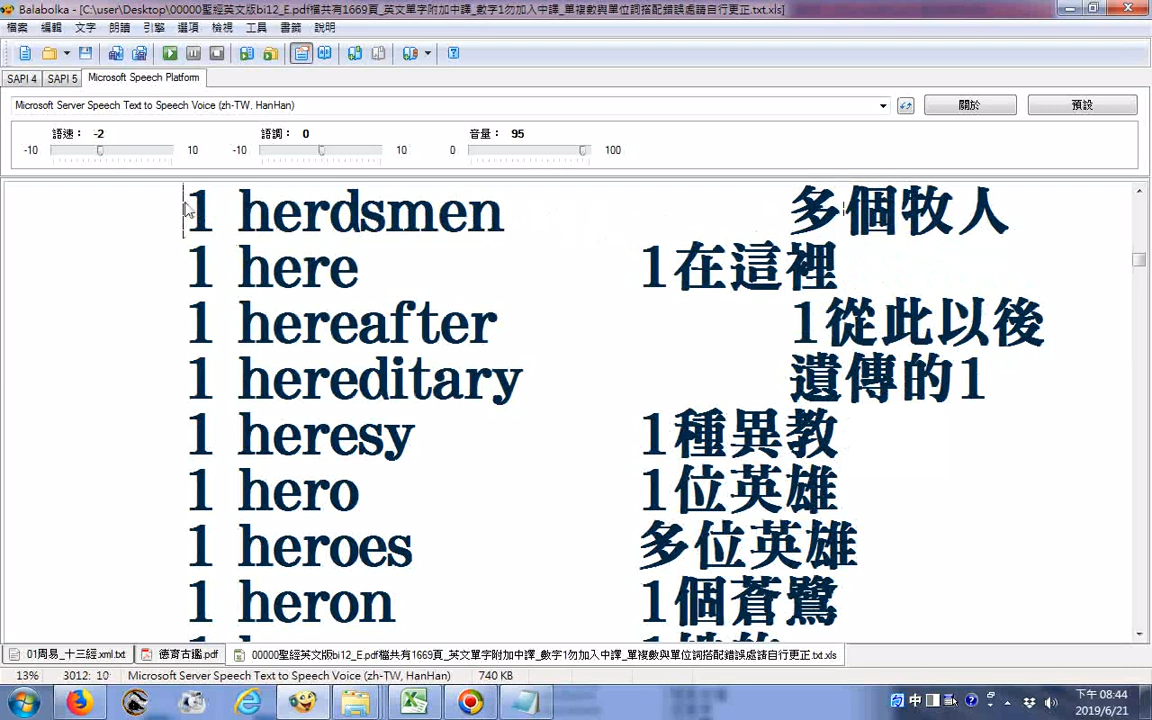 Balabolka - [C:\user\Desktop\00000聖經英文版bi12_E.pdf檔共有1669頁_英文單字附加中譯_數字1勿加入中譯_單複數與單位詞搭配錯誤處請自行更正.txt.xls]
檔案 編輯 文字 朗讀 引擎 選項 檢視 工具 書籤 說明
SAPI 4 SAPI 5 Microsoft Speech Platform
Microsoft Server Speech Text to Speech Voice (zh-TW, HanHan) 關於 預設
語速： -2 語調： 0 音量： 95
-10 10 -10 10 0 100
1 herdsmen 多個牧人
1 here 1在這裡
1 hereafter 1從此以後
1 hereditary 遺傳的1
1 heresy 1種異教
1 hero 1位英雄
1 heroes 多位英雄
1 heron 1個蒼鷺
01周易_十三經.xml.txt 德育古鑑.pdf 00000聖經英文版bi12_E.pdf檔共有1669頁_英文單字附加中譯_數字1勿加入中譯_單複數與單位詞搭配錯誤處請自行更正.txt.xls
13% 3012: 10 Microsoft Server Speech Text to Speech Voice (zh-TW, HanHan) 740 KB
中 下午 08:44
2019/6/21